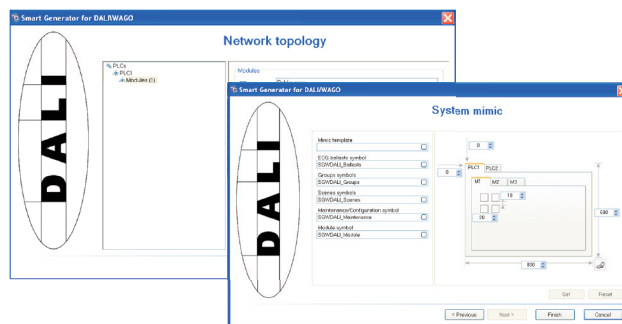 Smart Generator for DALI/WAGO
Network topology
DALI
PLCs
PLC1
Modules (0)
Modules
Smart Generator for DALI/WAGO
System mimic
DALI
Mimic template
ECG ballasts symbol
SGWDALI_Ballasts
Groups symbols
SGWDALI_Groups
Scenes symbols
SGWDALI_Scenes
Maintenance/Configuration symbol
SGWDALI_Maintenance
Module symbol
SGWDALI_Module
0
0
PLC1 PLC2
M1 M2 M3
10
20
600
800
Set Reset
< Previous Next > Finish Cancel